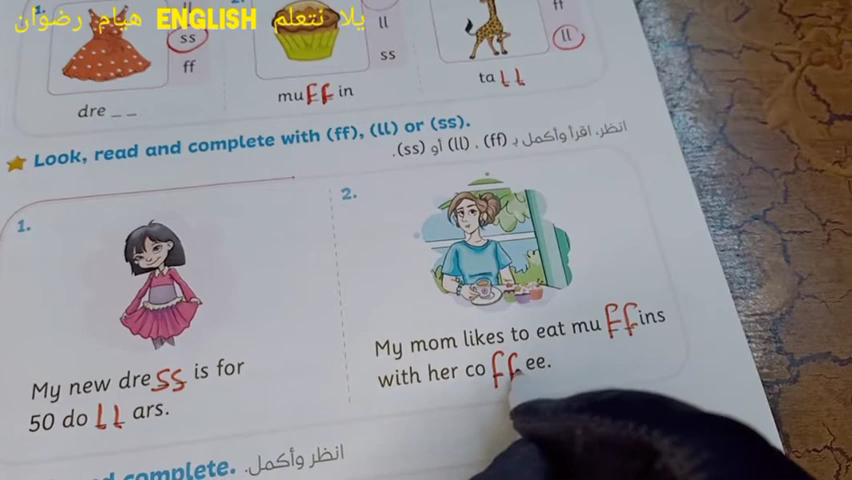 يلا نتعلم ENGLISH هيام رضوان
1.
ss
ff
dre _ _
ll
ss
muffin
ff
ll
tall
Look, read and complete with (ff), (ll) or (ss).
انظر، اقرأ وأكمل بـ (ff) ، (ll) أو (ss).
1.
My new dress is for
50 dollars.
2.
My mom likes to eat muffins
with her coffee.
complete.
انظر وأكمل.